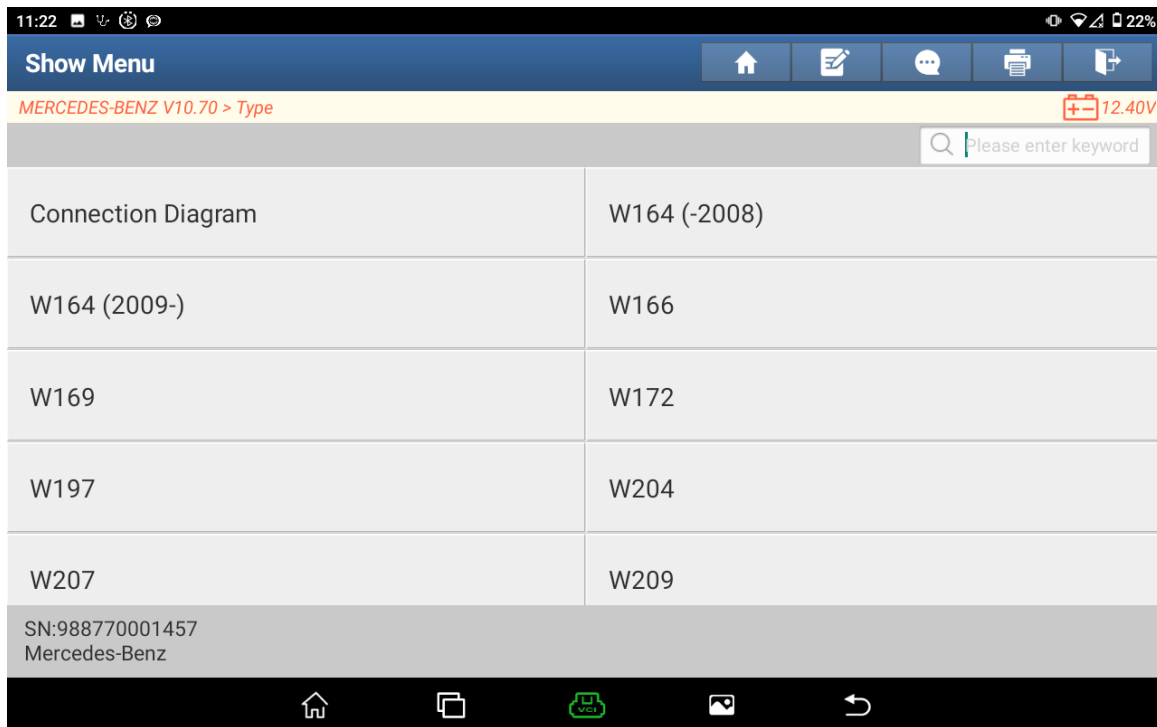 11:22 22%
Show Menu
MERCEDES-BENZ V10.70 > Type 12.40V
Please enter keyword
Connection Diagram W164 (-2008)
W164 (2009-) W166
W169 W172
W197 W204
W207 W209
SN:988770001457
Mercedes-Benz
VCI